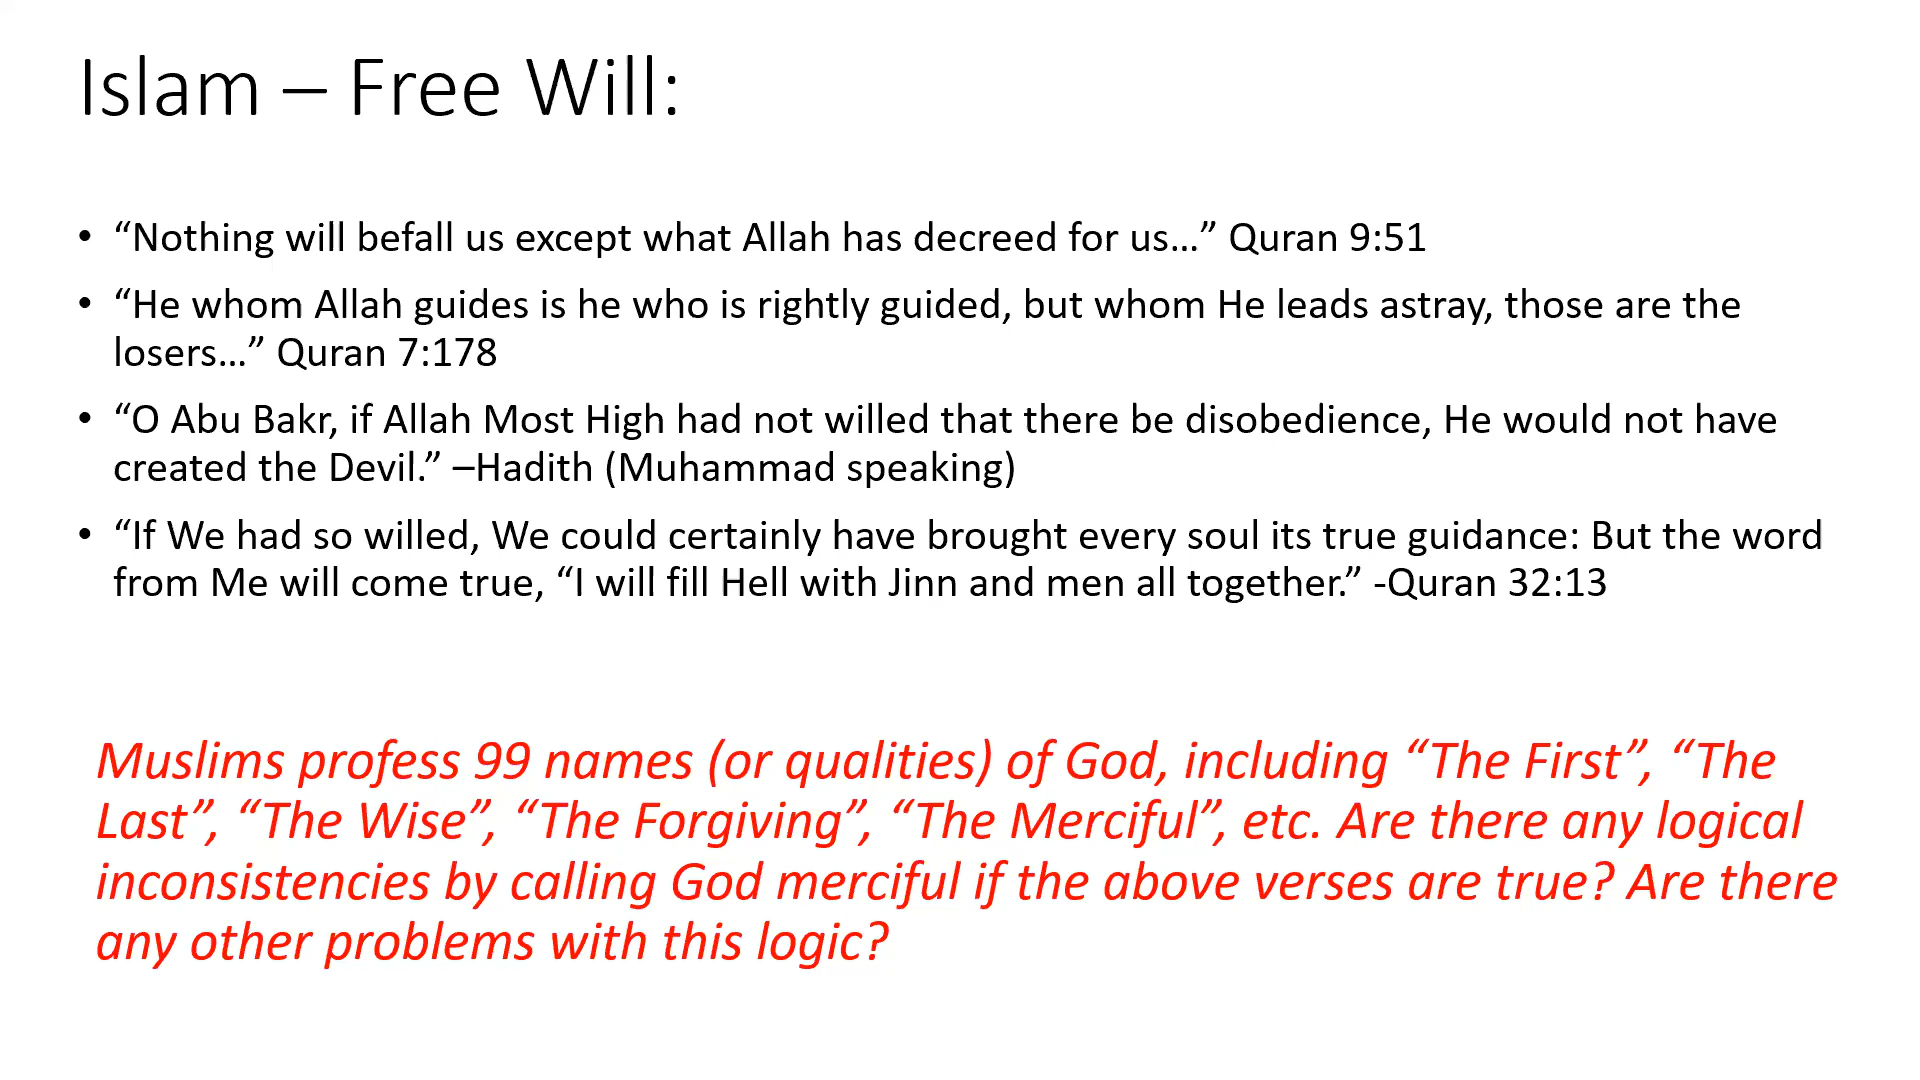 Islam – Free Will:
• “Nothing will befall us except what Allah has decreed for us…” Quran 9:51
• “He whom Allah guides is he who is rightly guided, but whom He leads astray, those are the
losers…” Quran 7:178
• “O Abu Bakr, if Allah Most High had not willed that there be disobedience, He would not have
created the Devil.” –Hadith (Muhammad speaking)
• “If We had so willed, We could certainly have brought every soul its true guidance: But the word
from Me will come true, “I will fill Hell with Jinn and men all together.” -Quran 32:13
Muslims profess 99 names (or qualities) of God, including “The First”, “The
Last”, “The Wise”, “The Forgiving”, “The Merciful”, etc. Are there any logical
inconsistencies by calling God merciful if the above verses are true? Are there
any other problems with this logic?